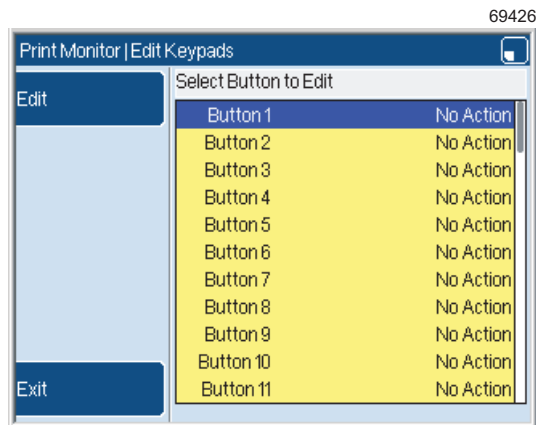 69426
Print Monitor | Edit Keypads
Select Button to Edit
Edit
Button 1 No Action
Button 2 No Action
Button 3 No Action
Button 4 No Action
Button 5 No Action
Button 6 No Action
Button 7 No Action
Button 8 No Action
Button 9 No Action
Button 10 No Action
Button 11 No Action
Exit